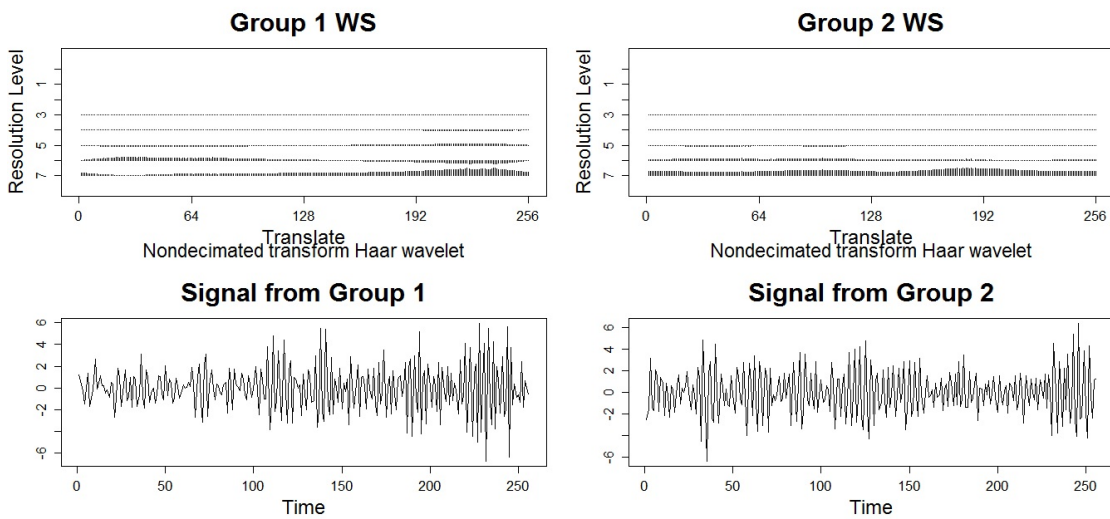 Group 1 WS
Resolution Level
1
3
5
7
0 64 128 192 256
Translate
Nondecimated transform Haar wavelet
Group 2 WS
Resolution Level
1
3
5
7
0 64 128 192 256
Translate
Nondecimated transform Haar wavelet
Signal from Group 1
6
4
2
0
-2
-6
0 50 100 150 200 250
Time
Signal from Group 2
6
4
2
0
-2
-6
0 50 100 150 200 250
Time